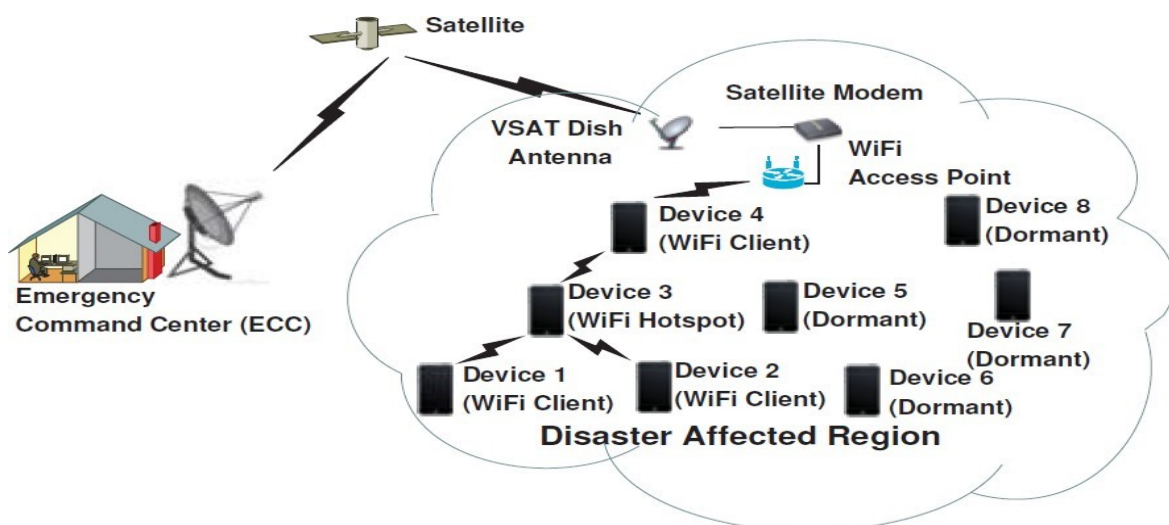 Satellite
Satellite Modem
VSAT Dish
Antenna
WiFi
Access Point
Device 4
(WiFi Client)
Device 8
(Dormant)
Emergency
Command Center (ECC)
Device 3
(WiFi Hotspot)
Device 5
(Dormant)
Device 7
(Dormant)
Device 1
(WiFi Client)
Device 2
(WiFi Client)
Device 6
(Dormant)
Disaster Affected Region